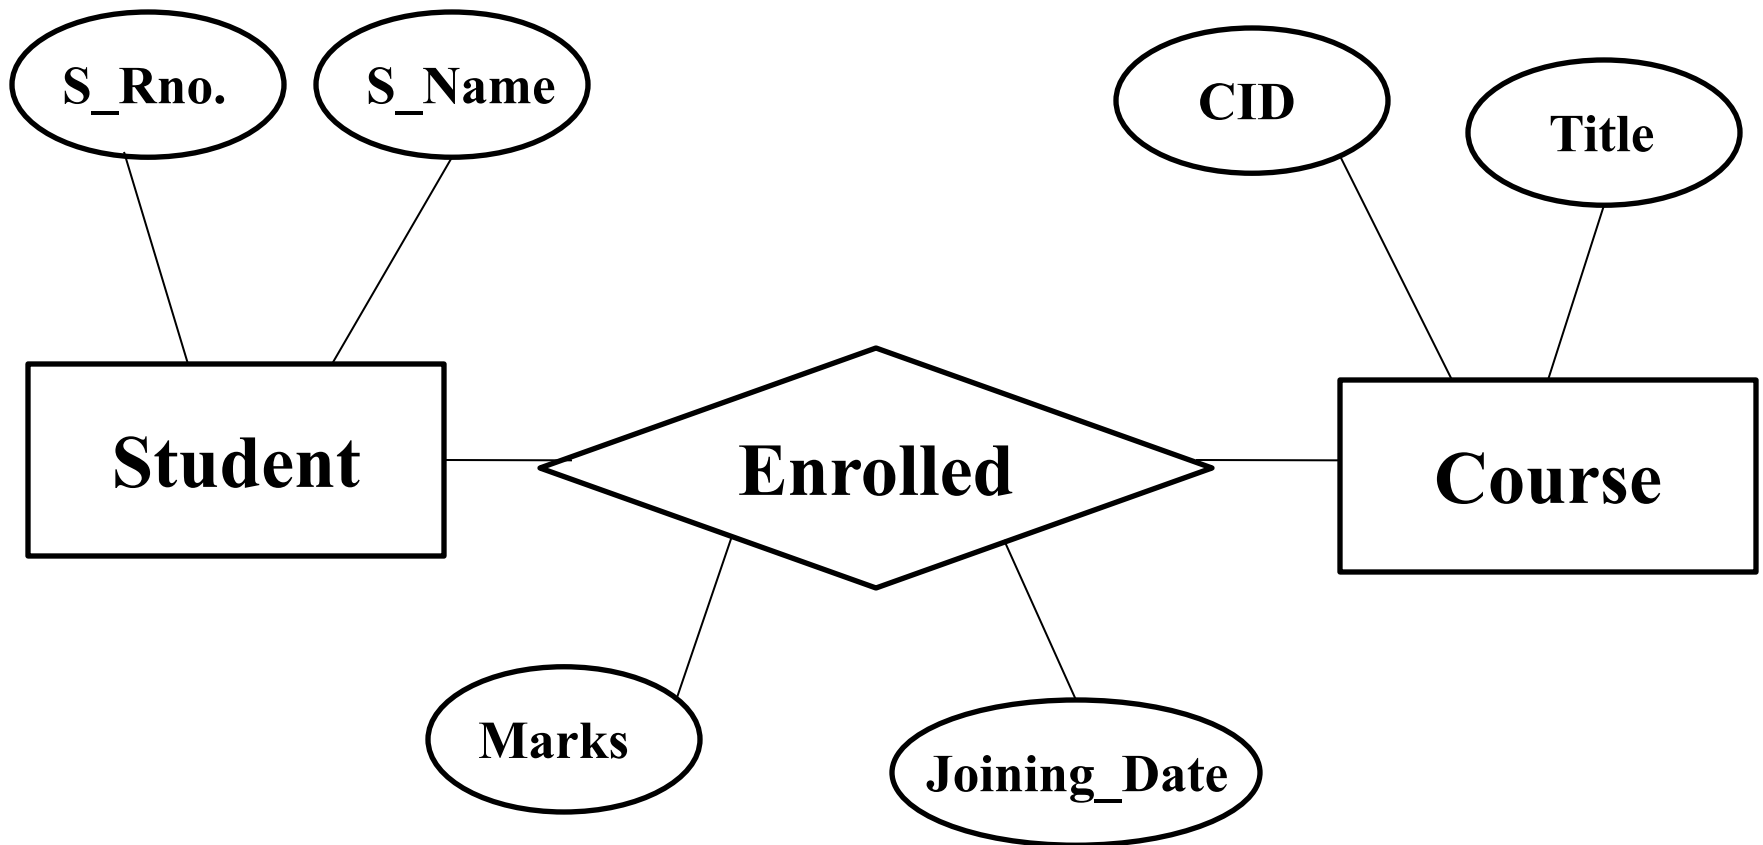 S_Rno.
S_Name
CID
Title
Student
Enrolled
Course
Marks
Joining_Date